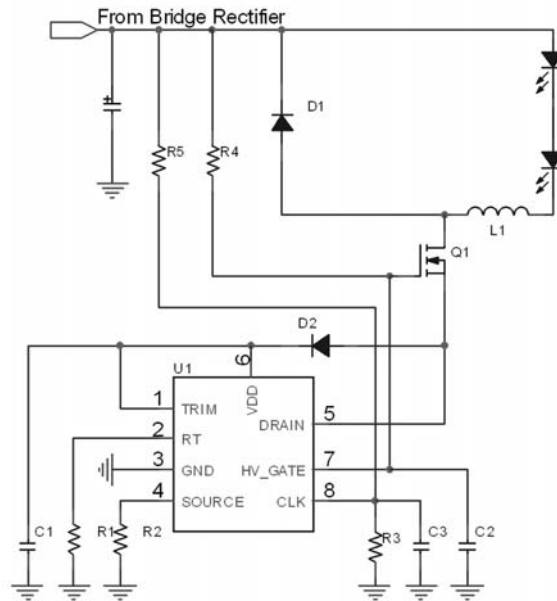 From Bridge Rectifier
+
D1
R5
R4
L1
Q1
D2
6
U1
VDD
1
TRIM
DRAIN
5
2
RT
3
GND
HV_GATE
7
4
SOURCE
CLK
8
C1
R1
R2
R3
C3
C2